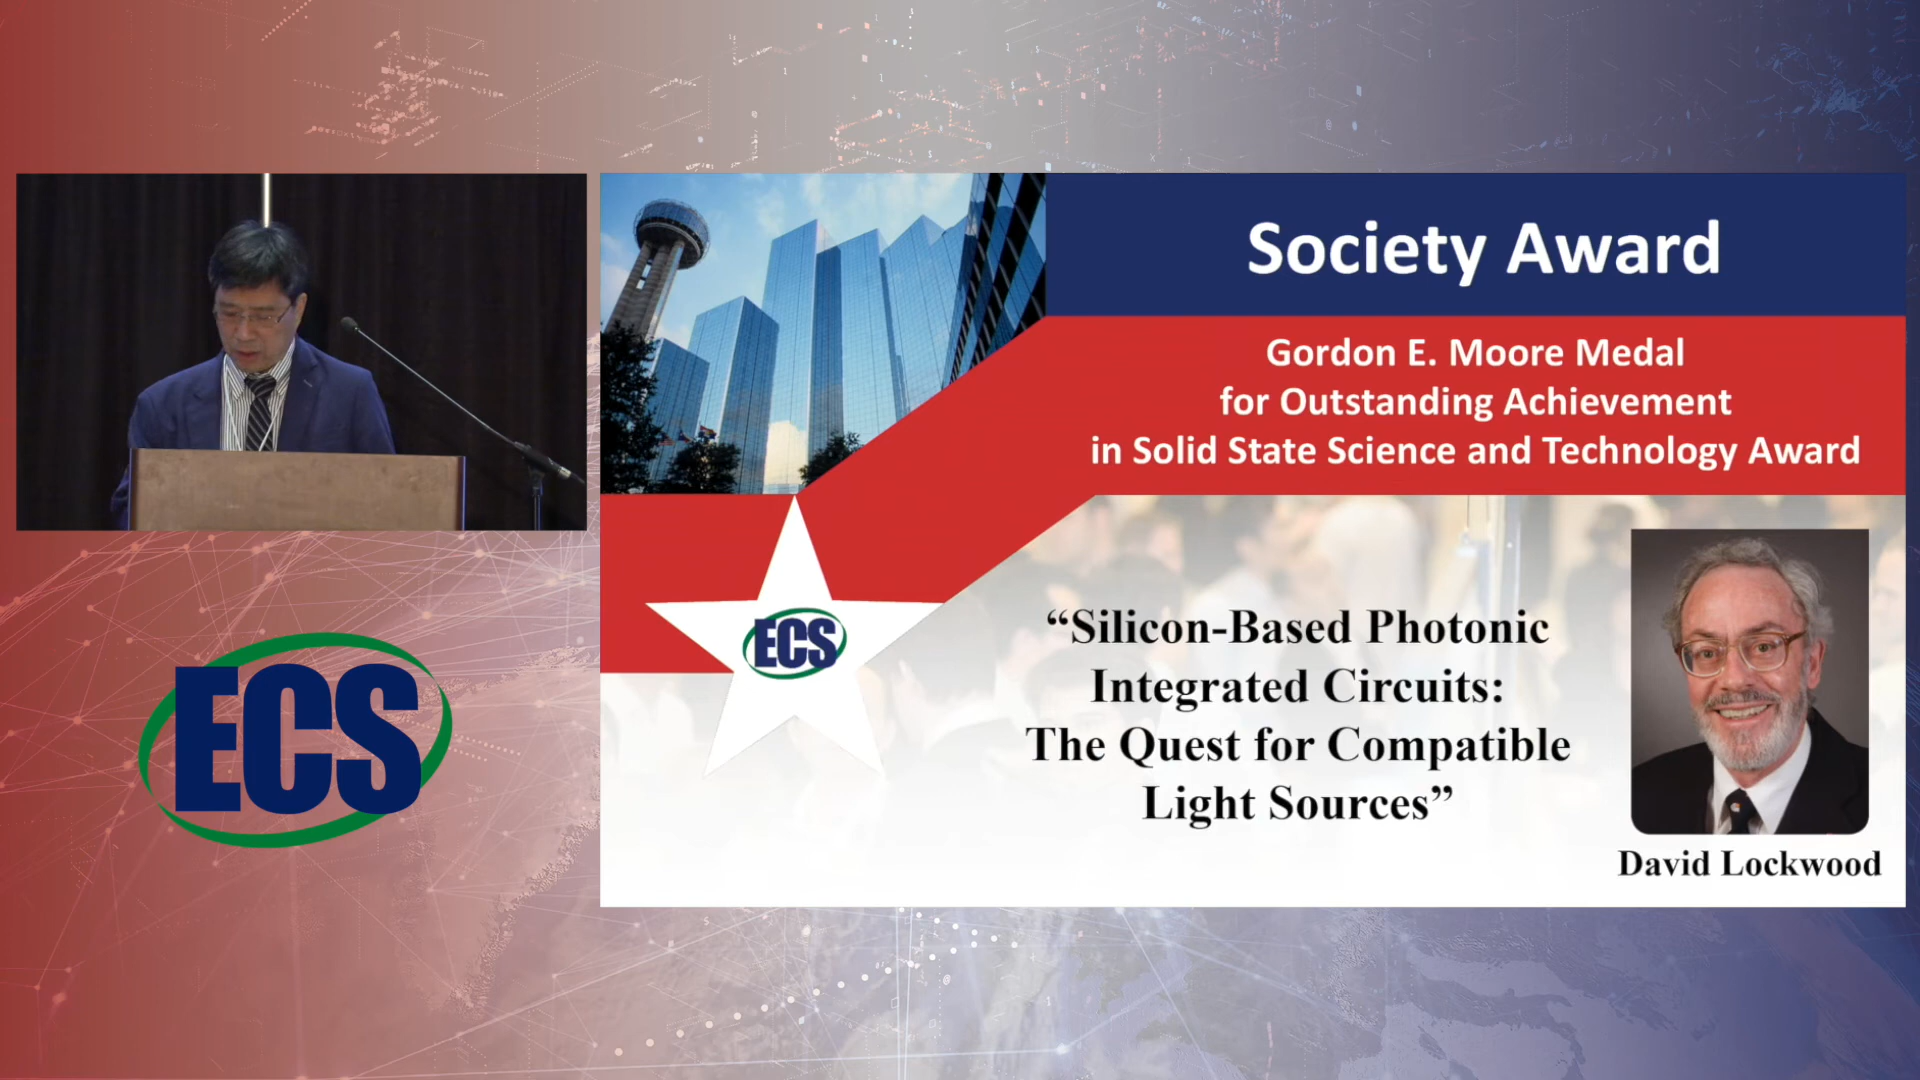 Society Award
Gordon E. Moore Medal
for Outstanding Achievement
in Solid State Science and Technology Award
ECS
“Silicon-Based Photonic
Integrated Circuits:
The Quest for Compatible
Light Sources”
David Lockwood
ECS